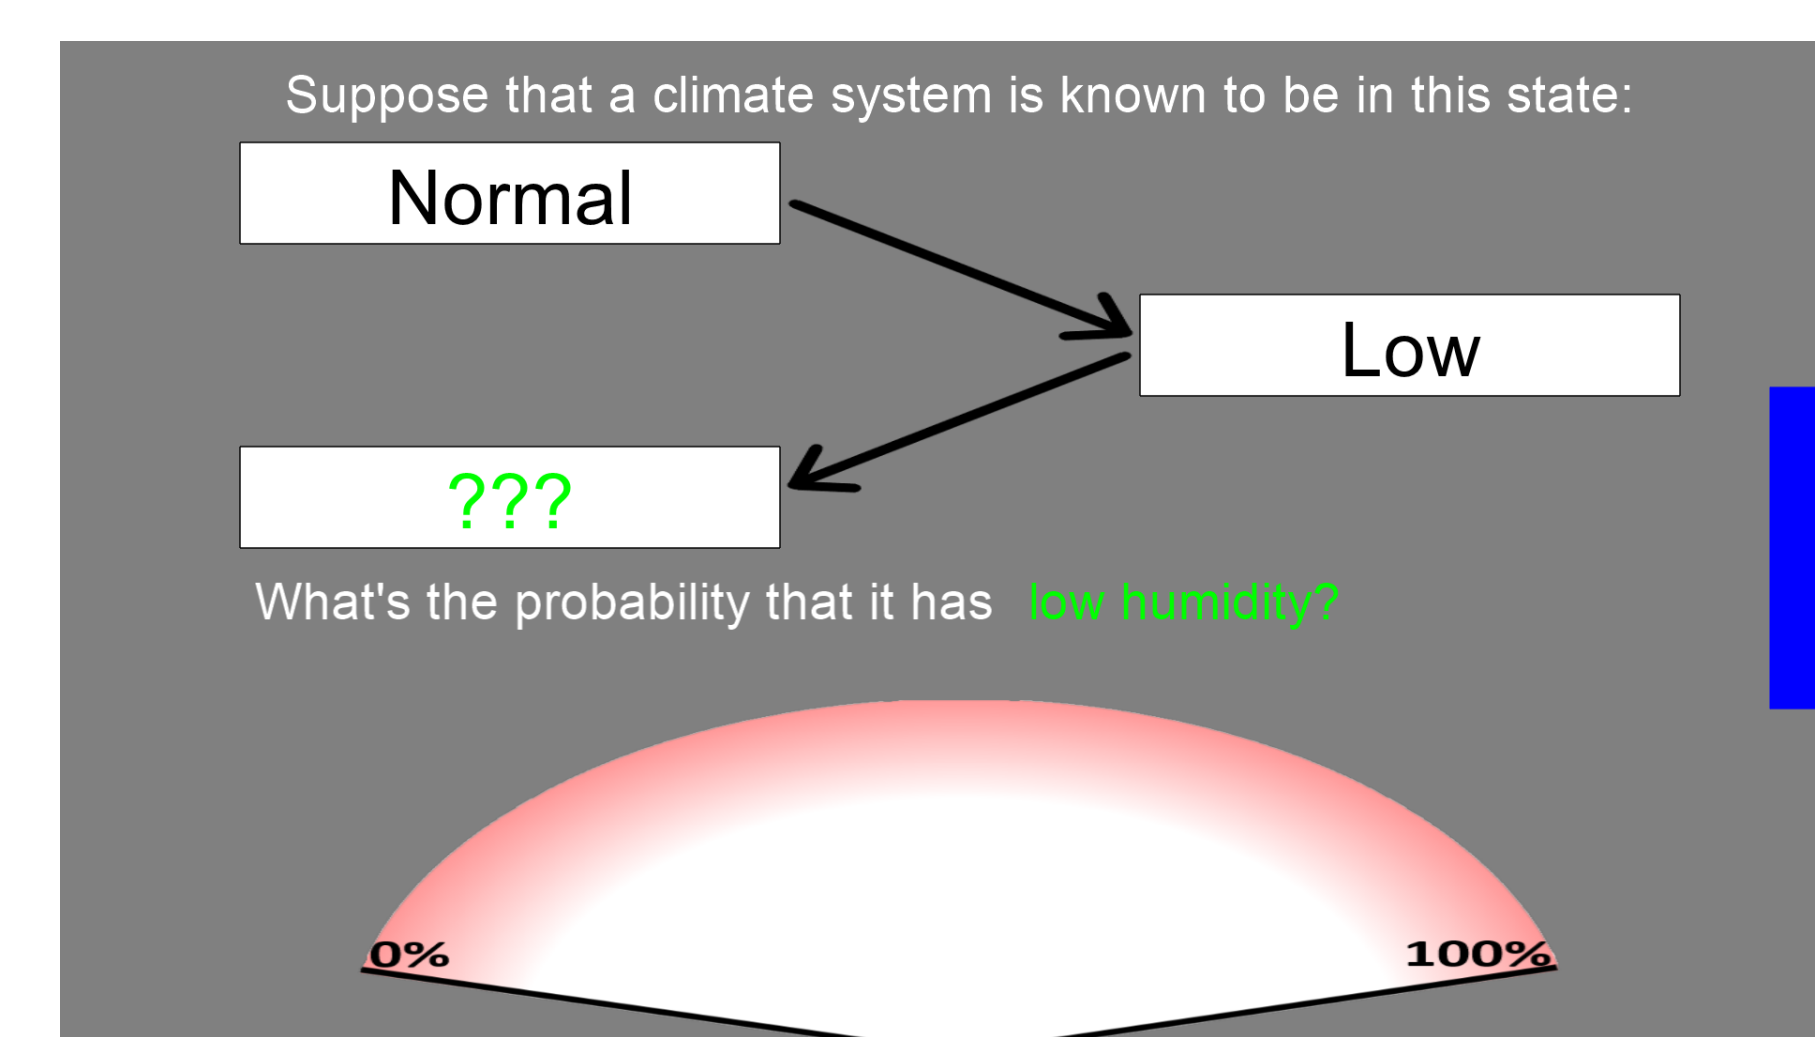 Suppose that a climate system is known to be in this state:
Normal
Low
???
What's the probability that it has low humidity?
0%
100%